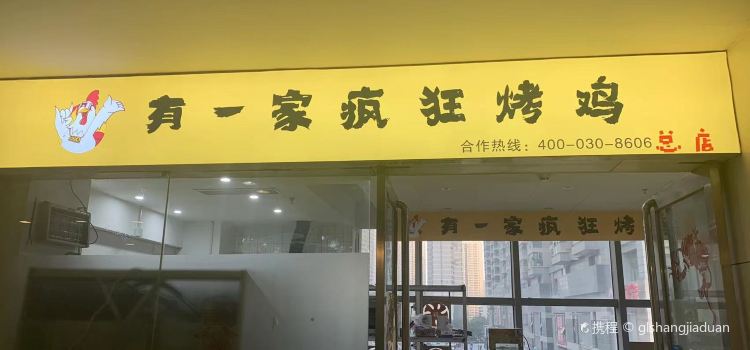 有一家疯狂烤鸡
合作热线：400-030-8606 总店
有一家疯狂烤
携程 © glshangjiaduan